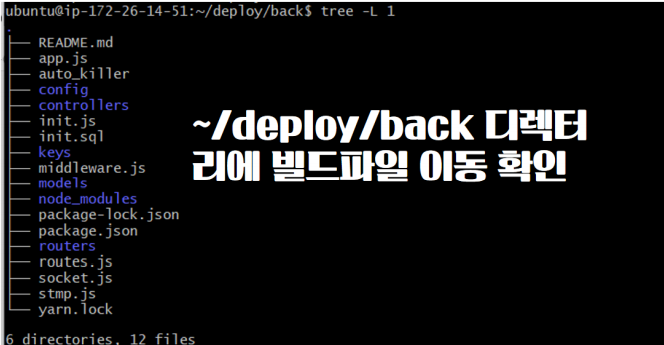 ubuntu@ip-172-26-14-51:~/deploy/back$ tree -L 1
.
├── README.md
├── app.js
├── auto_killer
├── config
├── controllers
├── init.js
├── init.sql
├── keys
├── middleware.js
├── models
├── node_modules
├── package-lock.json
├── package.json
├── routers
├── routes.js
├── socket.js
├── stmp.js
└── yarn.lock
6 directories, 12 files
~/deploy/back 디렉터
리에 빌드파일 이동 확인